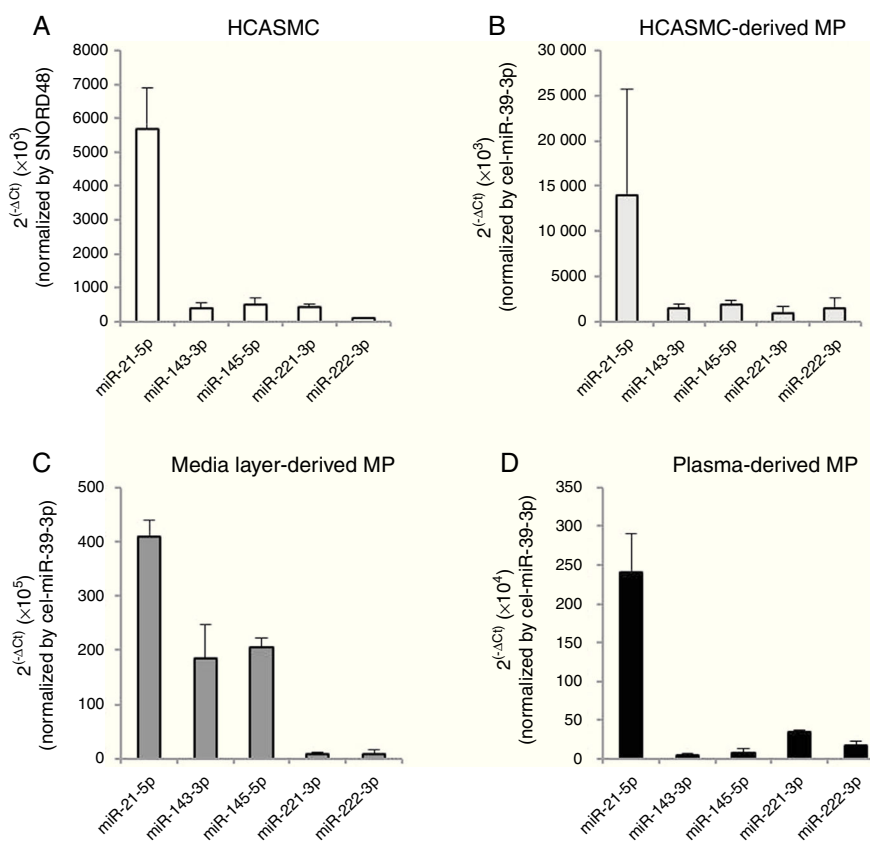 A
HCASMC
2(-ΔCt) (×10³)
(normalized by SNORD48)
8000
7000
6000
5000
4000
3000
2000
1000
0
miR-21-5p
miR-143-3p
miR-145-5p
miR-221-3p
miR-222-3p
B
HCASMC-derived MP
2(-ΔCt) (×10³)
(normalized by cel-miR-39-3p)
30 000
25 000
20 000
15 000
10 000
5000
0
miR-21-5p
miR-143-3p
miR-145-5p
miR-221-3p
miR-222-3p
C
Media layer-derived MP
2(-ΔCt) (×10⁵)
(normalized by cel-miR-39-3p)
500
400
300
200
100
0
miR-21-5p
miR-143-3p
miR-145-5p
miR-221-3p
miR-222-3p
D
Plasma-derived MP
2(-ΔCt) (×10⁴)
(normalized by cel-miR-39-3p)
350
300
250
200
150
100
50
0
miR-21-5p
miR-143-3p
miR-145-5p
miR-221-3p
miR-222-3p